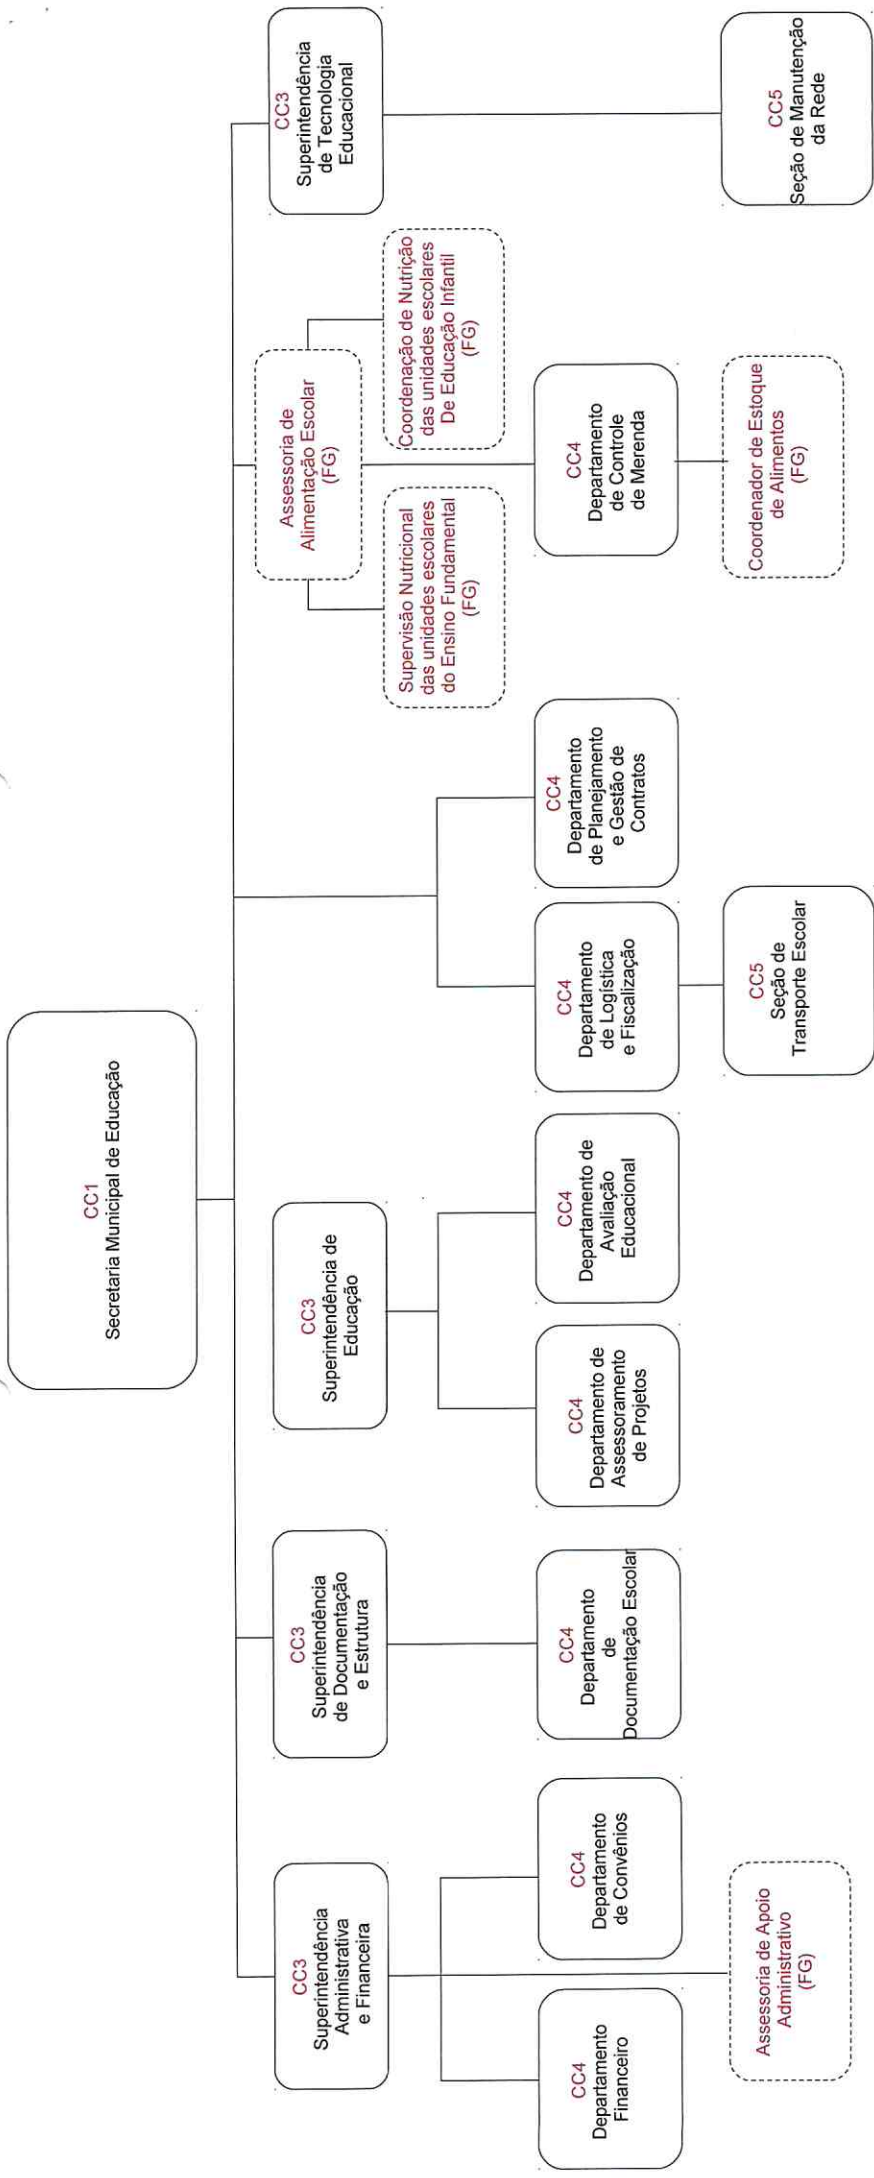 CC1
Secretaria Municipal de Educação
CC3
Superintendência
Administrativa
e Financeira
CC3
Superintendência
de Documentação
e Estrutura
CC3
Superintendência de
Educação
Assessoria de
Alimentação Escolar
(FG)
CC3
Superintendência
de Tecnologia
Educacional
Supervisão Nutricional
das unidades escolares
do Ensino Fundamental
(FG)
Coordenação de Nutrição
das unidades escolares
De Educação Infantil
(FG)
CC4
Departamento
Financeiro
CC4
Departamento
de Convênios
CC4
Departamento
de
Documentação Escolar
CC4
Departamento de
Assessoramento
de Projetos
CC4
Departamento de
Avaliação
Educacional
CC4
Departamento
de Logística
e Fiscalização
CC4
Departamento
de Planejamento
e Gestão de
Contratos
CC4
Departamento
de Controle
de Merenda
Assessoria de Apoio
Administrativo
(FG)
CC5
Seção de
Transporte Escolar
Coordenador de Estoque
de Alimentos
(FG)
CC5
Seção de Manutenção
da Rede